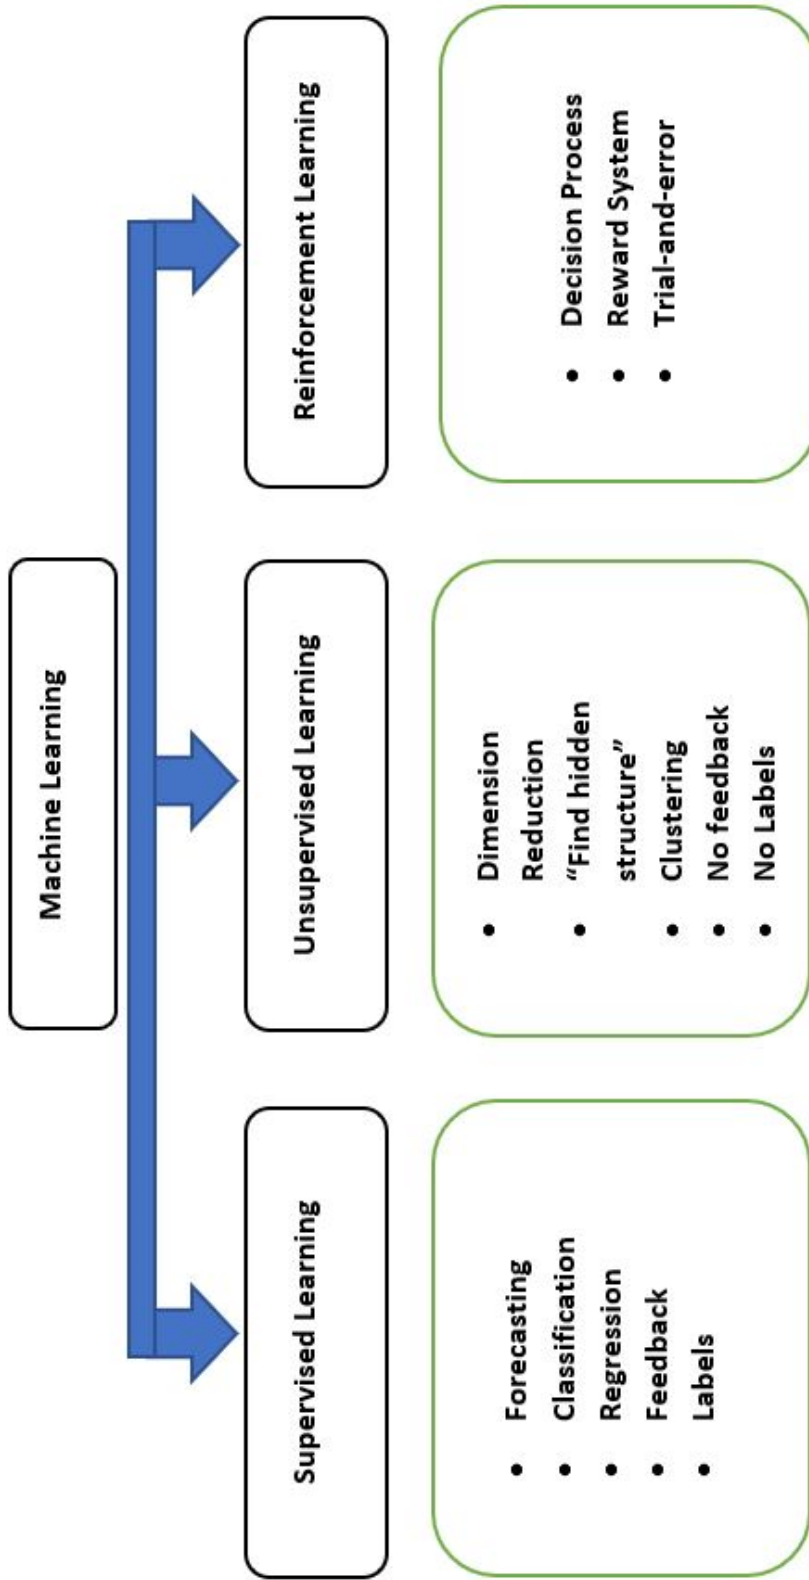 Machine Learning
Supervised Learning
Unsupervised Learning
Reinforcement Learning
• Forecasting
• Classification
• Regression
• Feedback
• Labels
• Dimension
Reduction
• “Find hidden
structure”
• Clustering
• No feedback
• No Labels
• Decision Process
• Reward System
• Trial-and-error